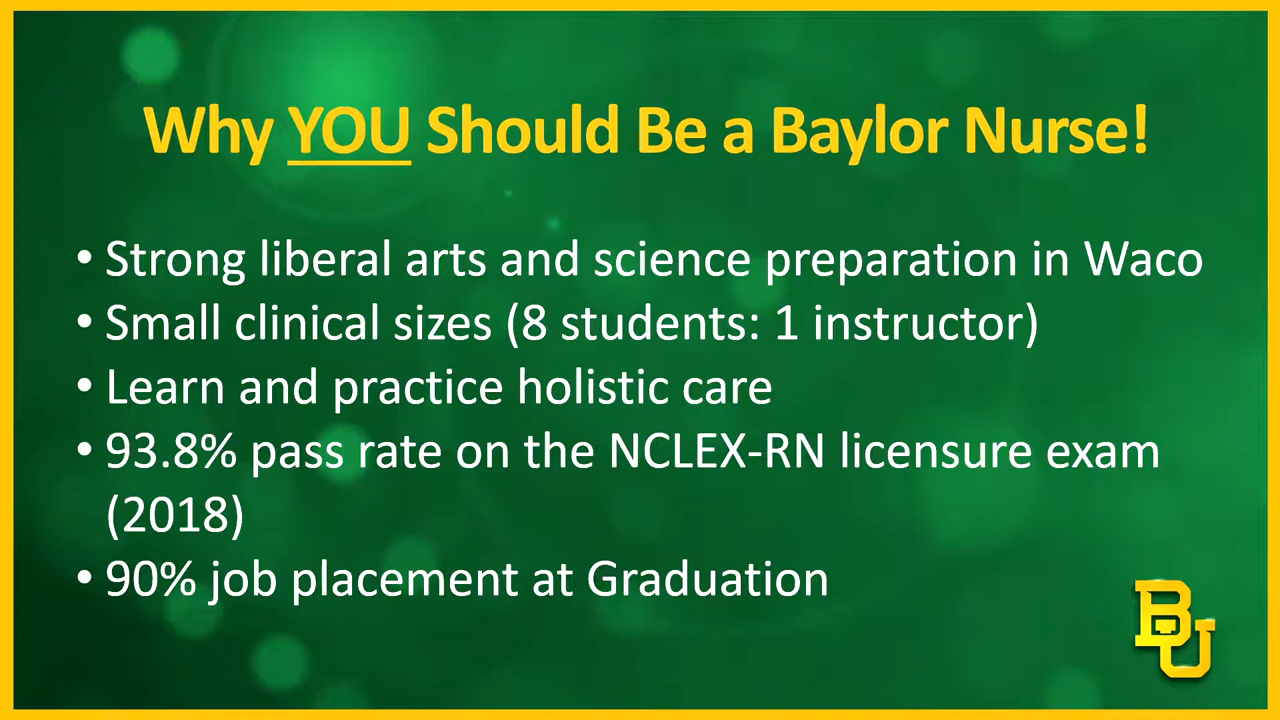 Why YOU Should Be a Baylor Nurse!
• Strong liberal arts and science preparation in Waco
• Small clinical sizes (8 students: 1 instructor)
• Learn and practice holistic care
• 93.8% pass rate on the NCLEX-RN licensure exam
(2018)
• 90% job placement at Graduation
BU